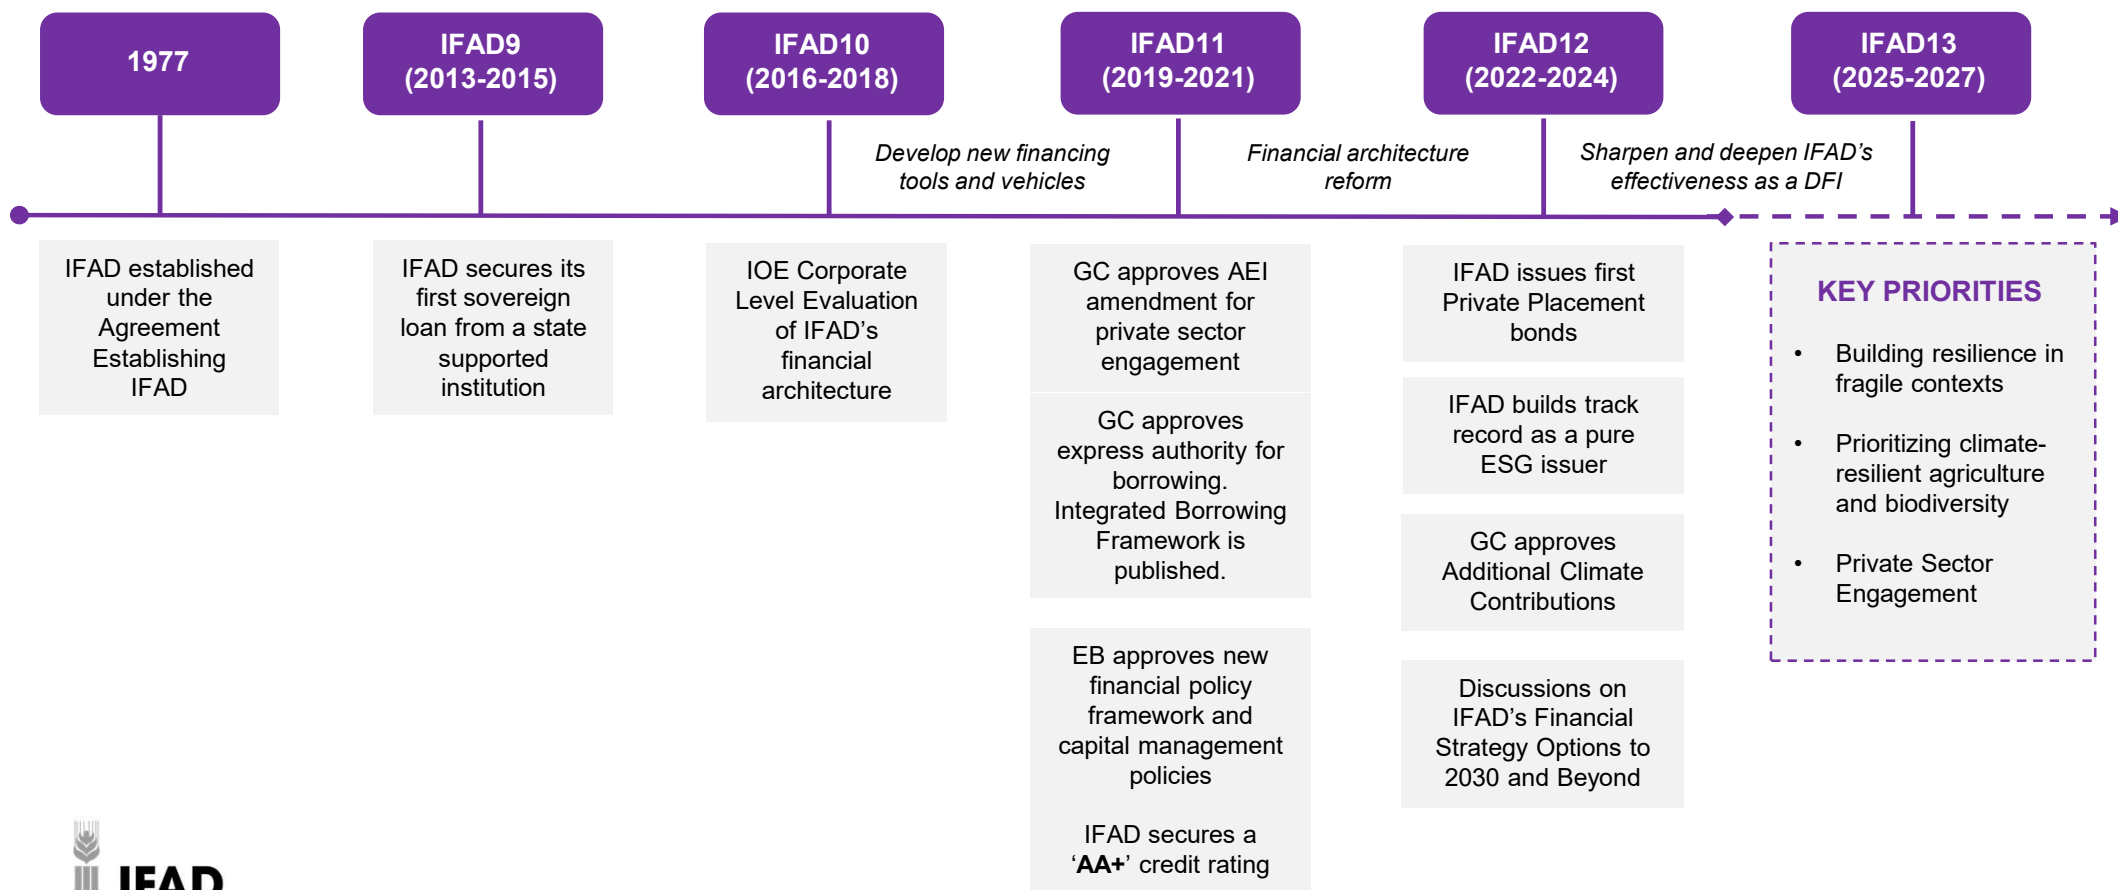 1977
IFAD9
(2013-2015)
IFAD10
(2016-2018)
IFAD11
(2019-2021)
IFAD12
(2022-2024)
IFAD13
(2025-2027)
Develop new financing
tools and vehicles
Financial architecture
reform
Sharpen and deepen IFAD’s
effectiveness as a DFI
IFAD established
under the
Agreement
Establishing
IFAD
IFAD secures its
first sovereign
loan from a state
supported
institution
IOE Corporate
Level Evaluation
of IFAD’s
financial
architecture
GC approves AEI
amendment for
private sector
engagement
GC approves
express authority for
borrowing.
Integrated Borrowing
Framework is
published.
EB approves new
financial policy
framework and
capital management
policies
IFAD secures a
‘AA+’ credit rating
IFAD issues first
Private Placement
bonds
IFAD builds track
record as a pure
ESG issuer
GC approves
Additional Climate
Contributions
Discussions on
IFAD’s Financial
Strategy Options to
2030 and Beyond
KEY PRIORITIES
• Building resilience in
fragile contexts
• Prioritizing climate-
resilient agriculture
and biodiversity
• Private Sector
Engagement
IFAD